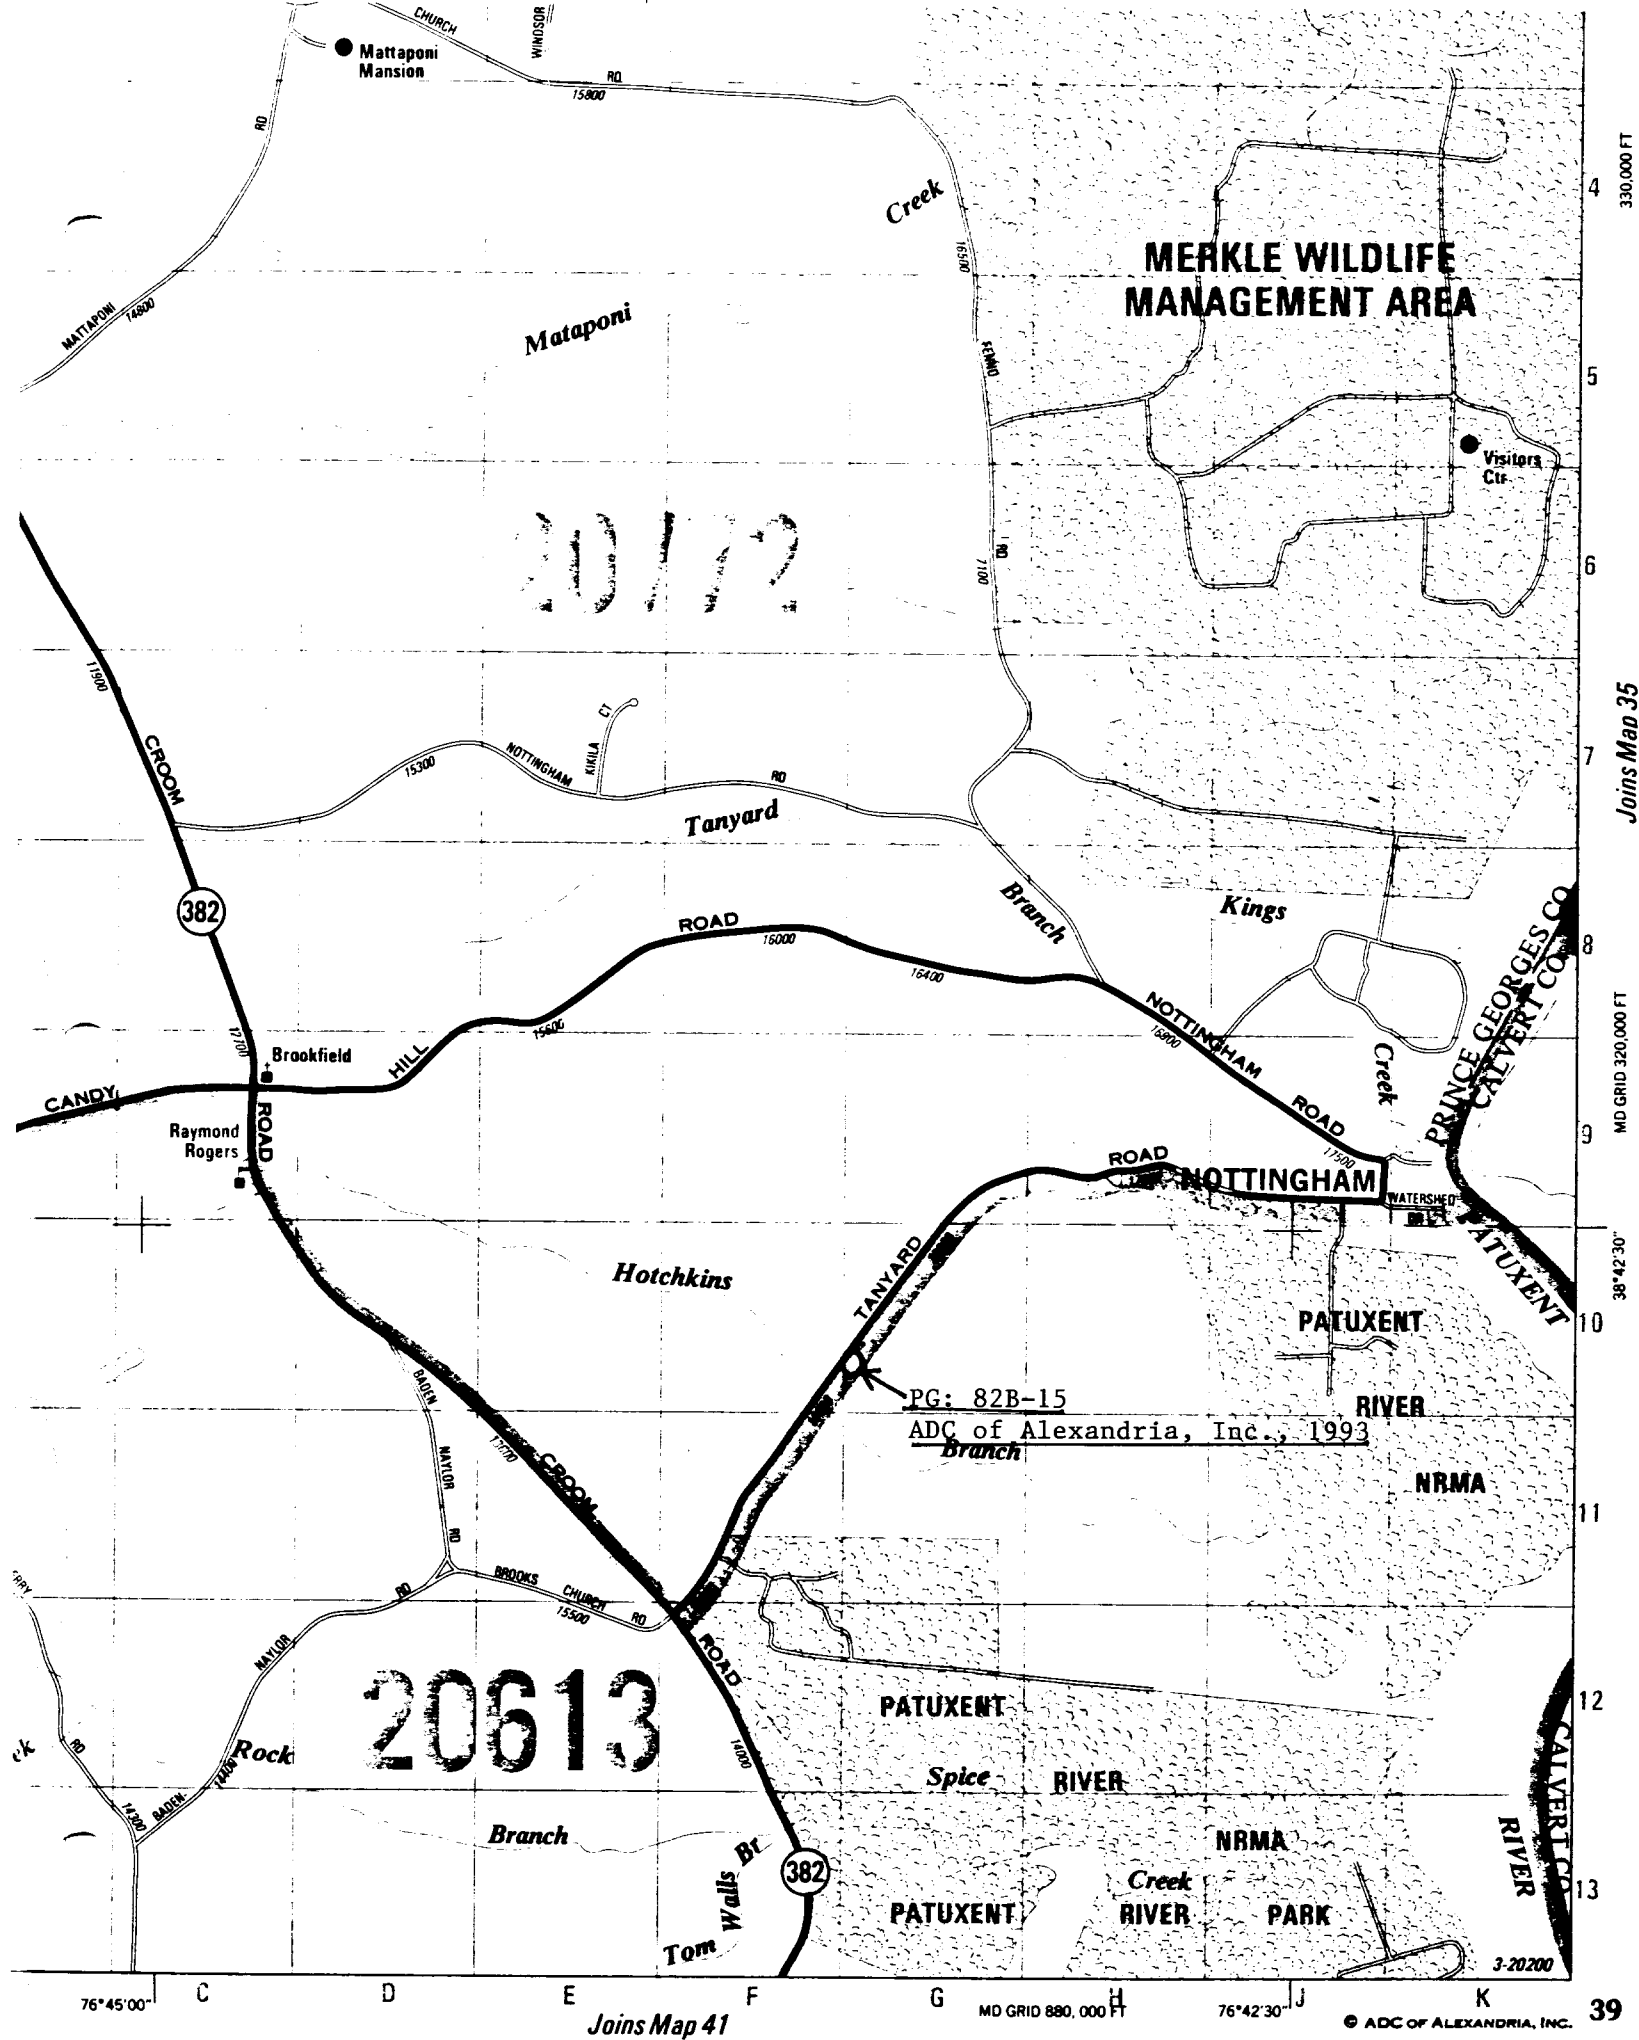 CHURCH
WINDSOR
RD
15800
Mattaponi
Mansion
RD
MATTAPONI
14800
Creek
16500
Mataponi
FENNO
RD
7100
MERKLE WILDLIFE
MANAGEMENT AREA
Visitors
Ctr
4
330,000 FT
5
6
20772
11900
CROOM
15300
NOTTINGHAM
KIKILA
CT
RD
Tanyard
7
Joins Map 35
382
ROAD
16000
16400
Branch
Kings
8
PRINCE GEORGES CO
CALVERT CO
12700
Brookfield
CANDY
HILL
15600
NOTTINGHAM
16800
ROAD
17500
Creek
MD GRID 320,000 FT
Raymond
Rogers
ROAD
9
ROAD
NOTTINGHAM
WATERSHED
DR
PATUXENT
Hotchkins
TANYARD
PATUXENT
10
38°42'30"
BADEN
PG: 82B-15
ADC of Alexandria, Inc., 1993
Branch
RIVER
NRMA
NAYLOR
RD
CROOM
11
RD
BROOKS
CHURCH
15500
RD
NAYLOR
ROAD
20613
PATUXENT
12
RD
Rock
14400
14000
Spice
RIVER
CALVERT CO
14300
BADEN
Branch
Tom Walls Br
382
NRMA
Creek
RIVER
13
PATUXENT
RIVER
PARK
3-20200
76°45'00"
C
D
E
F
G
H
J
K
MD GRID 880,000 FT
76°42'30"
39
Joins Map 41
© ADC OF ALEXANDRIA, INC.